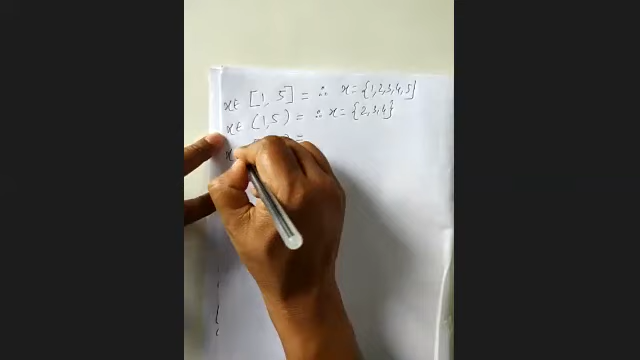 x ∈ [1, 5] = ∴ x = {1,2,3,4,5}
x ∈ (1,5) = ∴ x = {2,3,4}
=
x